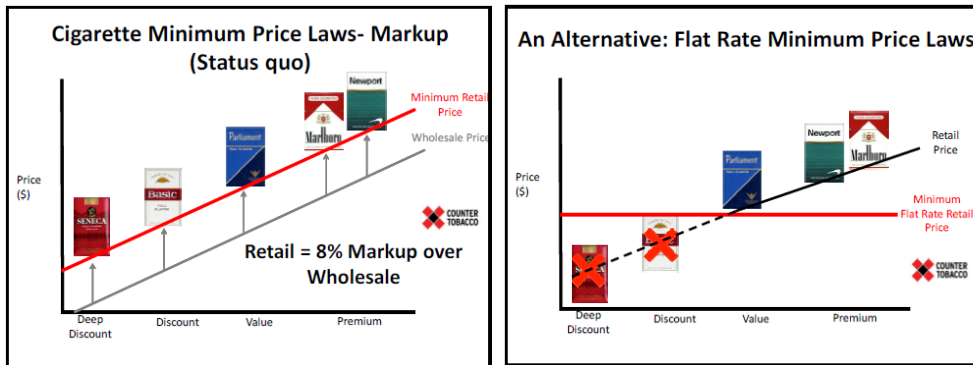 Cigarette Minimum Price Laws- Markup
(Status quo)
Newport
Minimum Retail
Price
Marlboro
Parliament
Wholesale Price
Price
($)
Basic
FULL
FLAVOR
SENECA
COUNTER
TOBACCO
Retail = 8% Markup over
Wholesale
Deep
Discount
Discount
Value
Premium
An Alternative: Flat Rate Minimum Price Laws
Newport
Marlboro
Parliament
Retail
Price
Price
($)
Minimum
Flat Rate Retail
Price
COUNTER
TOBACCO
Deep
Discount
Discount
Value
Premium